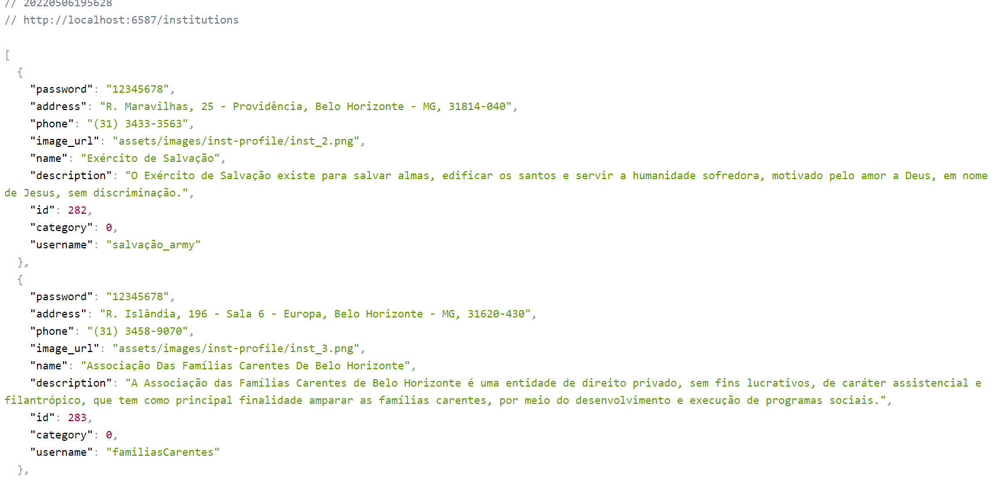 // 20220506195628
// http://localhost:6587/institutions
[
{
"password": "12345678",
"address": "R. Maravilhas, 25 - Providência, Belo Horizonte - MG, 31814-040",
"phone": "(31) 3433-3563",
"image_url": "assets/images/inst-profile/inst_2.png",
"name": "Exército de Salvação",
"description": "O Exército de Salvação existe para salvar almas, edificar os santos e servir a humanidade sofredora, motivado pelo amor a Deus, em nome
de Jesus, sem discriminação.",
"id": 282,
"category": 0,
"username": "salvação_army"
},
{
"password": "12345678",
"address": "R. Islândia, 196 - Sala 6 - Europa, Belo Horizonte - MG, 31620-430",
"phone": "(31) 3458-9070",
"image_url": "assets/images/inst-profile/inst_3.png",
"name": "Associação Das Famílias Carentes De Belo Horizonte",
"description": "A Associação das Famílias Carentes de Belo Horizonte é uma entidade de direito privado, sem fins lucrativos, de caráter assistencial e
filantrópico, que tem como principal finalidade amparar as famílias carentes, por meio do desenvolvimento e execução de programas sociais.",
"id": 283,
"category": 0,
"username": "familiasCarentes"
},